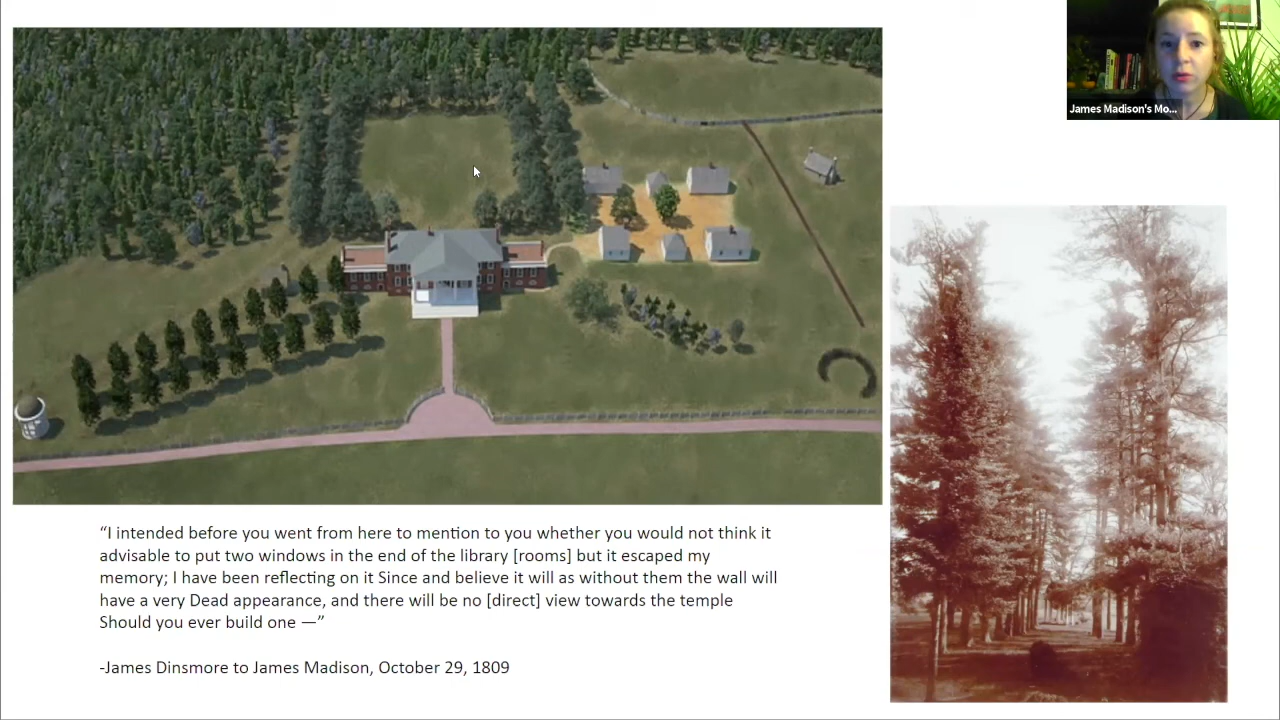 James Madison's Mo...
“I intended before you went from here to mention to you whether you would not think it
advisable to put two windows in the end of the library [rooms] but it escaped my
memory; I have been reflecting on it Since and believe it will as without them the wall will
have a very Dead appearance, and there will be no [direct] view towards the temple
Should you ever build one —”
-James Dinsmore to James Madison, October 29, 1809